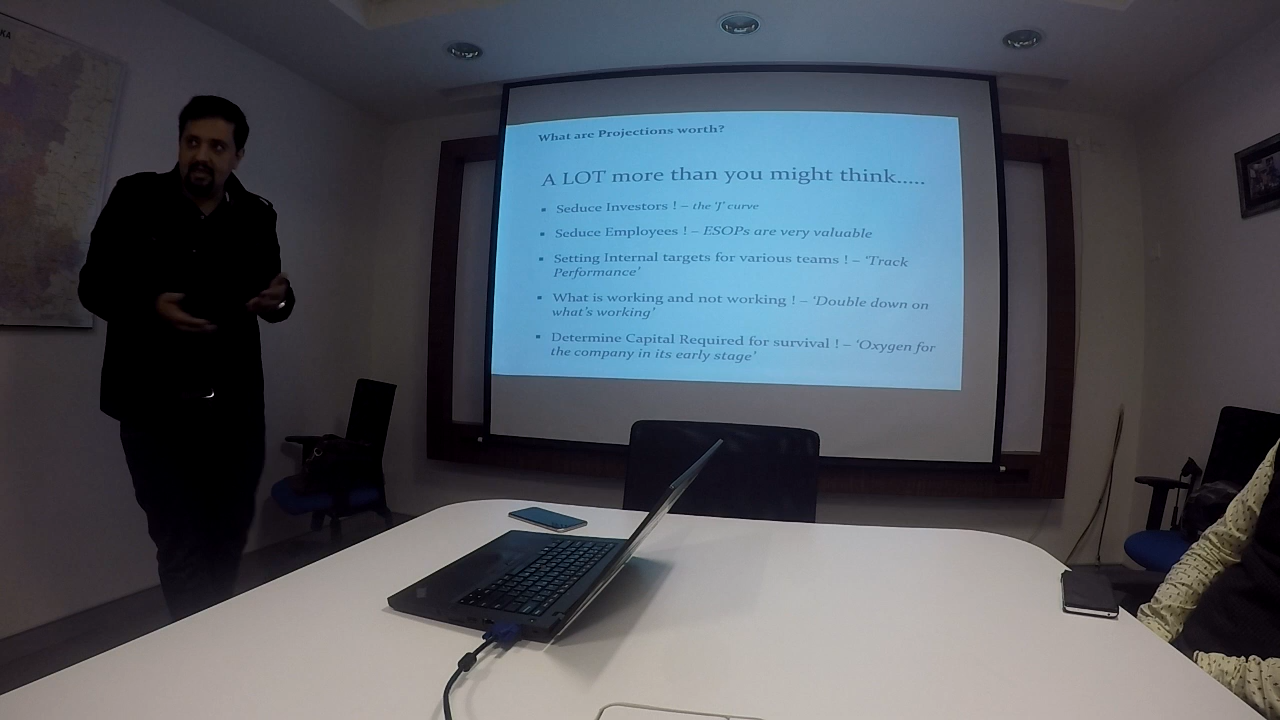 KA
What are Projections worth?
A LOT more than you might think.....
▪ Seduce Investors ! – the 'J' curve
▪ Seduce Employees ! – ESOPs are very valuable
▪ Setting Internal targets for various teams ! – 'Track
Performance'
▪ What is working and not working ! – 'Double down on
what's working'
▪ Determine Capital Required for survival ! – 'Oxygen for
the company in its early stage'